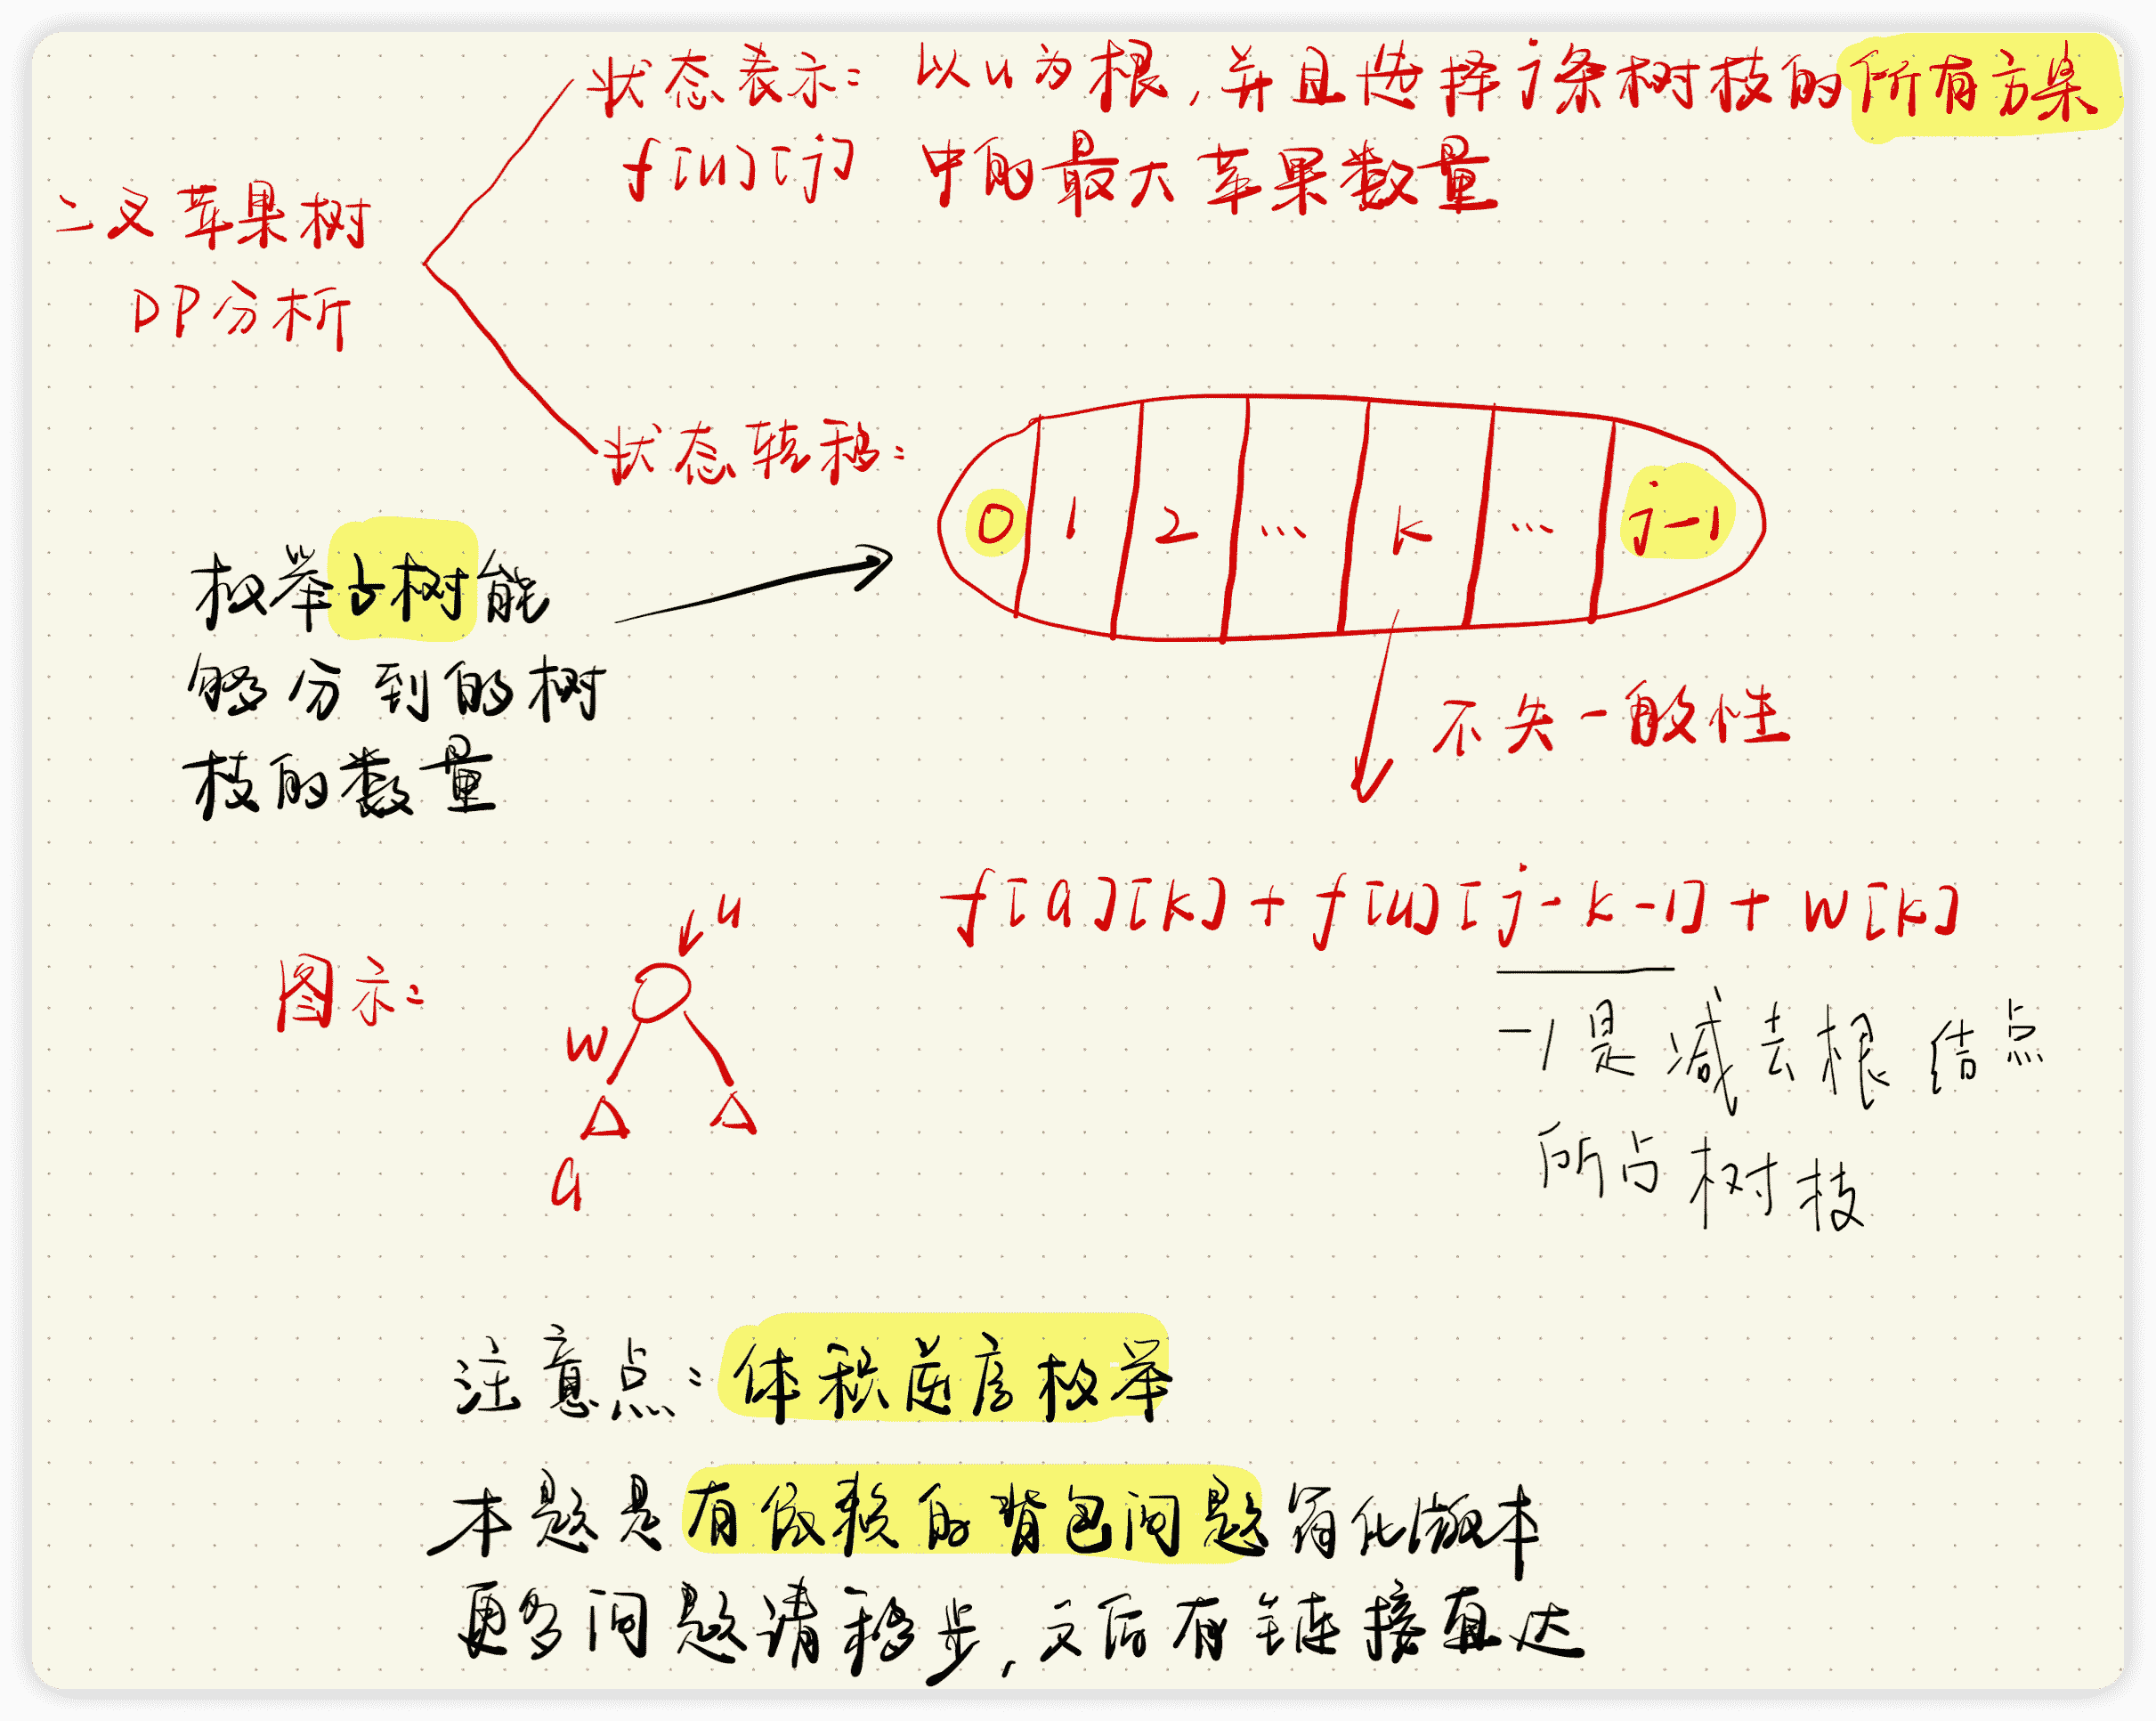 二叉苹果树
DP分析
状态表示: 以u为根,并且选择j条树枝的所有方案
f[u][j] 中的最大苹果数量
状态转移:
0 1 2 ... k ... j-1
枚举子树能
够分到的树
枝的数量
不失一般性
f[a][k] + f[u][j-k-1] + w[k]
-1是减去根结点
所占树枝
图示:
u
w
a
注意点: 体积逆序枚举
本题是有依赖的背包问题简化版本
更多问题请移步,文后有链接直达